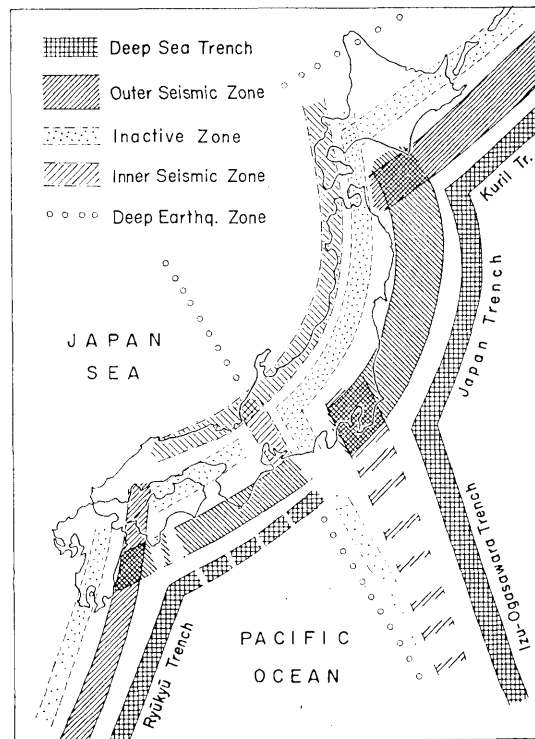 Deep Sea Trench
Outer Seismic Zone
Inactive Zone
Inner Seismic Zone
Deep Earthq. Zone
Kuril Tr.
JAPAN
SEA
Japan Trench
Izu-Ogasawara Trench
PACIFIC
OCEAN
Ryūkyū Trench